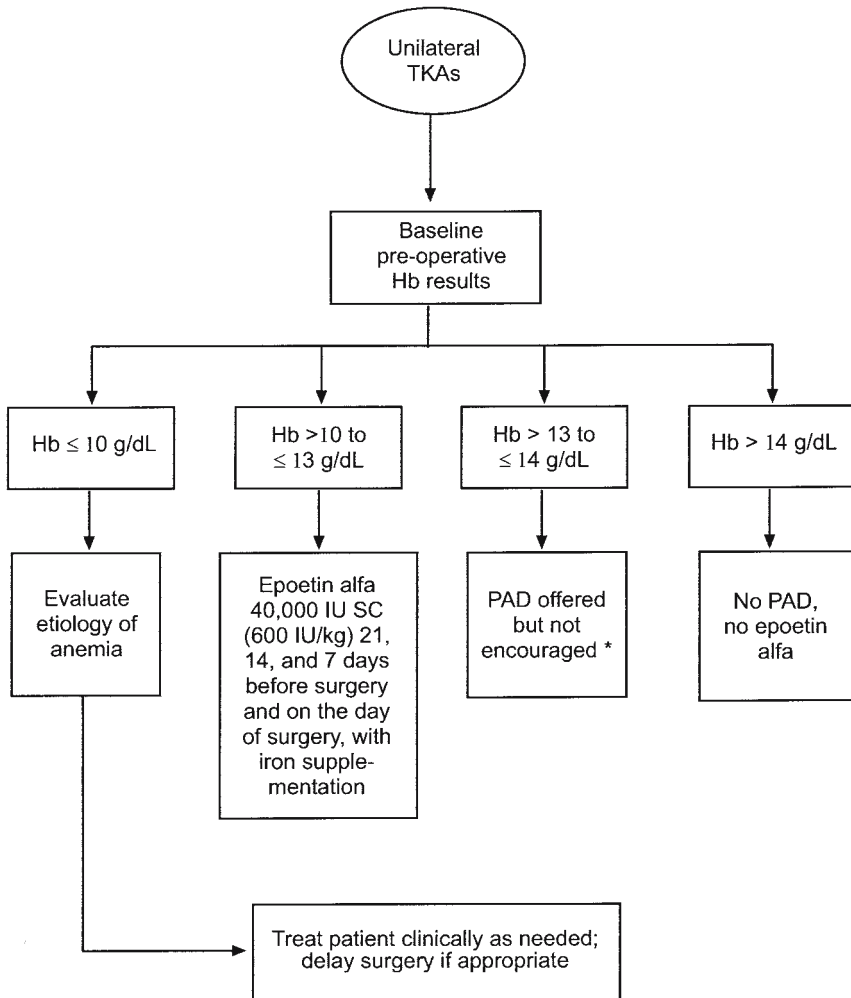 Unilateral
TKAs
Baseline
pre-operative
Hb results
Hb ≤ 10 g/dL
Hb >10 to
≤ 13 g/dL
Hb > 13 to
≤ 14 g/dL
Hb > 14 g/dL
Evaluate
etiology of
anemia
Epoetin alfa
40,000 IU SC
(600 IU/kg) 21,
14, and 7 days
before surgery
and on the day
of surgery, with
iron supple-
mentation
PAD offered
but not
encouraged *
No PAD,
no epoetin
alfa
Treat patient clinically as needed;
delay surgery if appropriate